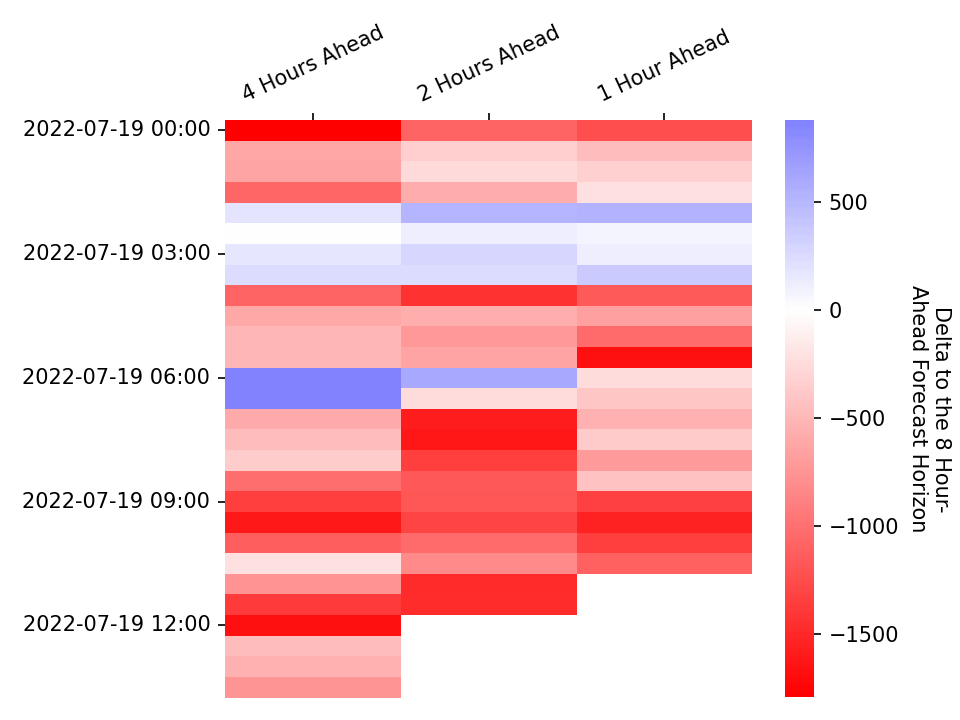 4 Hours Ahead
2 Hours Ahead
1 Hour Ahead
2022-07-19 00:00
2022-07-19 03:00
2022-07-19 06:00
2022-07-19 09:00
2022-07-19 12:00
500
0
−500
−1000
−1500
Delta to the 8 Hour-
Ahead Forecast Horizon